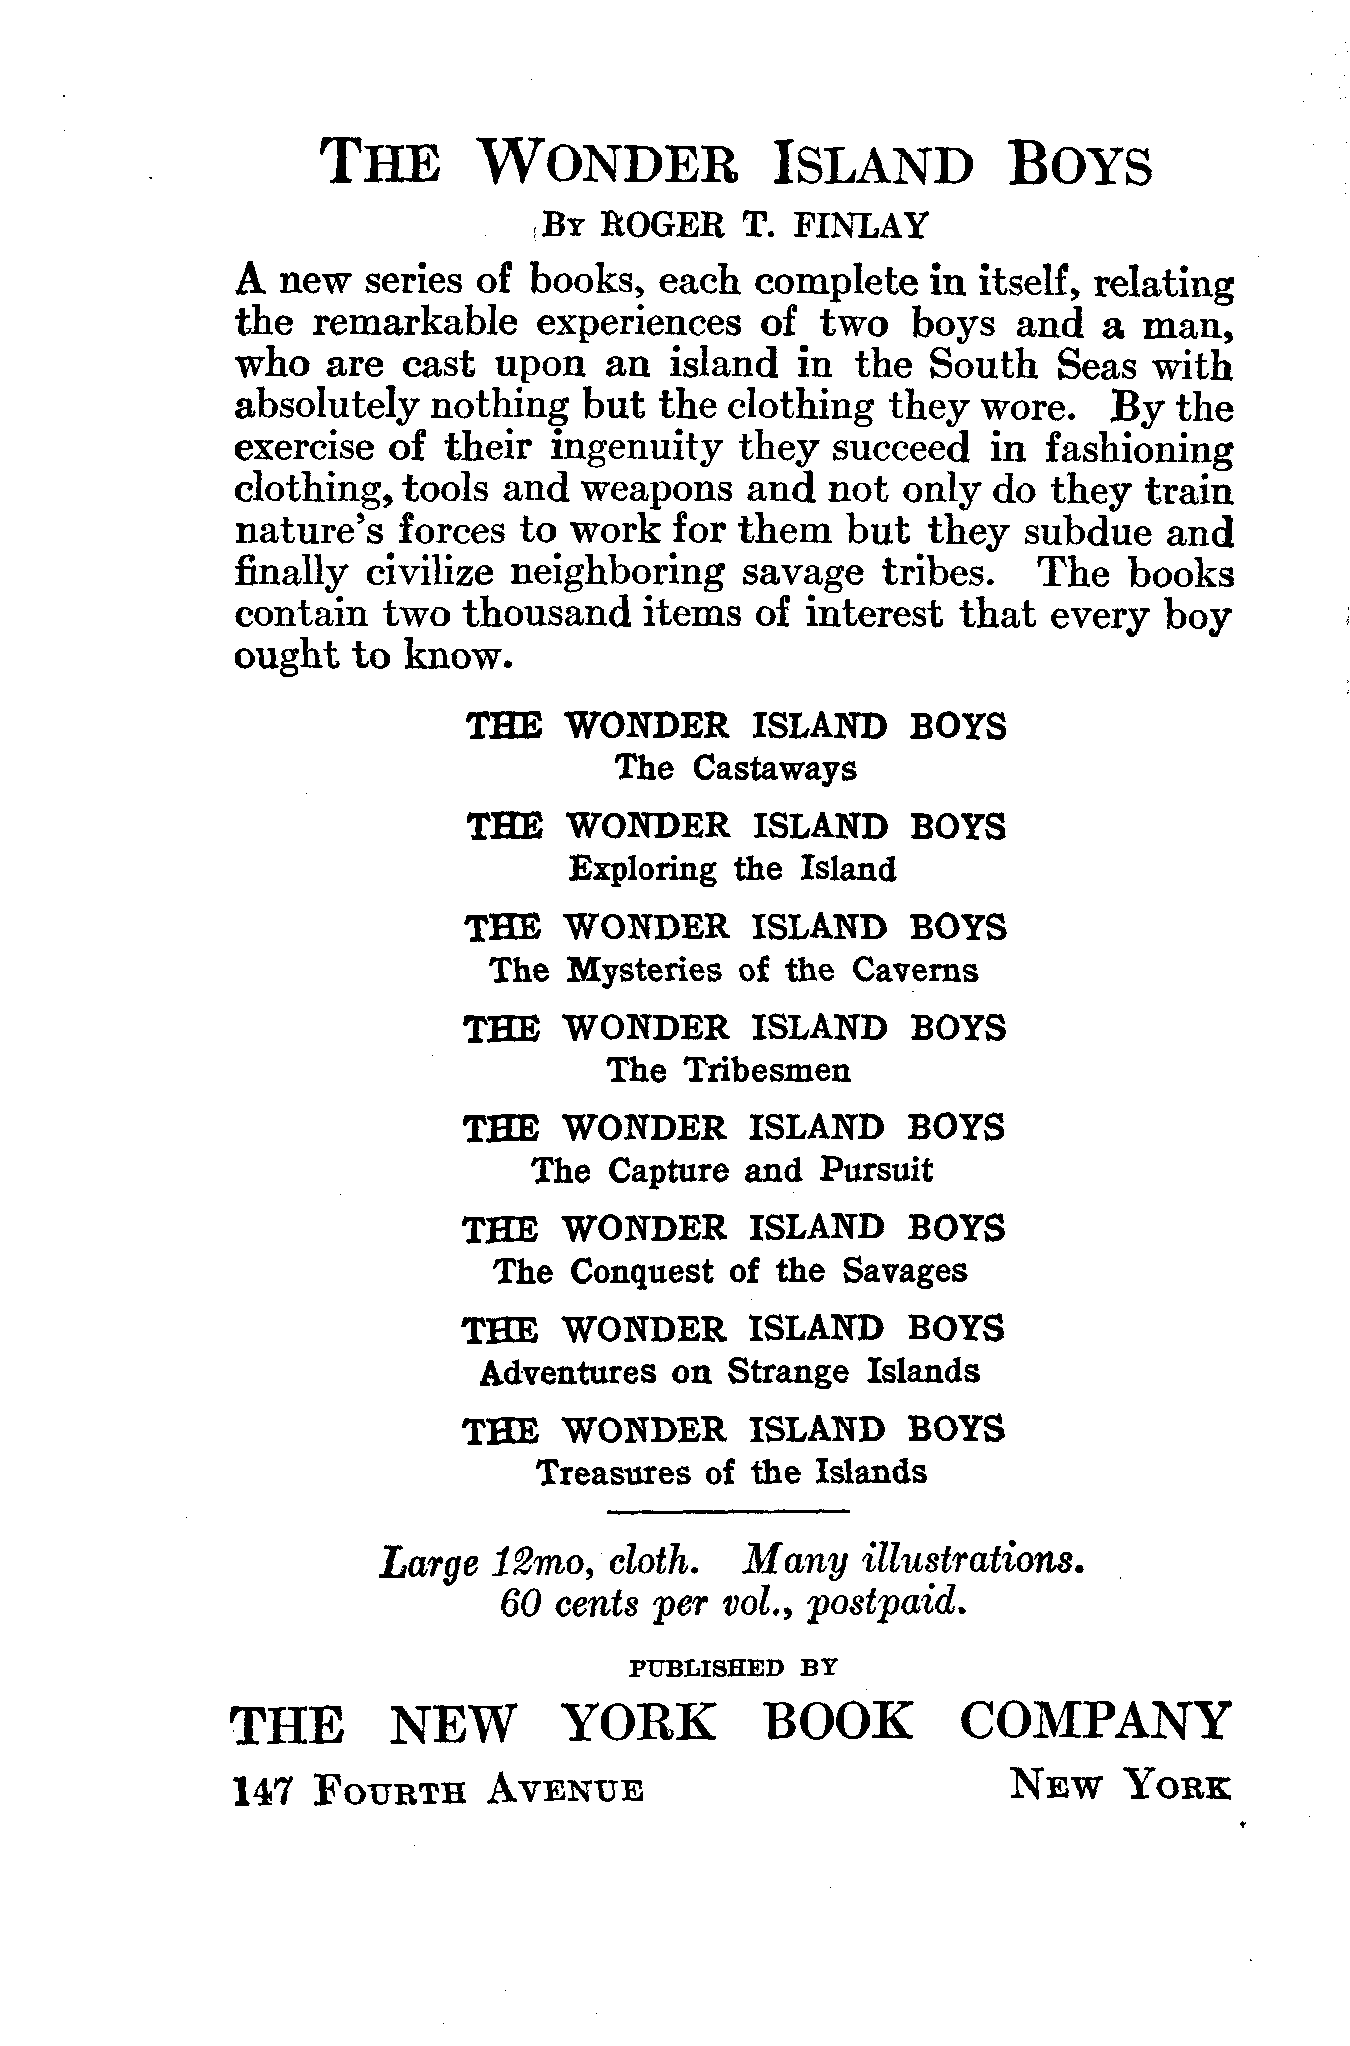 THE WONDER ISLAND BOYS
BY ROGER T. FINLAY
A new series of books, each complete in itself, relating
the remarkable experiences of two boys and a man,
who are cast upon an island in the South Seas with
absolutely nothing but the clothing they wore. By the
exercise of their ingenuity they succeed in fashioning
clothing, tools and weapons and not only do they train
nature's forces to work for them but they subdue and
finally civilize neighboring savage tribes. The books
contain two thousand items of interest that every boy
ought to know.
THE WONDER ISLAND BOYS
The Castaways
THE WONDER ISLAND BOYS
Exploring the Island
THE WONDER ISLAND BOYS
The Mysteries of the Caverns
THE WONDER ISLAND BOYS
The Tribesmen
THE WONDER ISLAND BOYS
The Capture and Pursuit
THE WONDER ISLAND BOYS
The Conquest of the Savages
THE WONDER ISLAND BOYS
Adventures on Strange Islands
THE WONDER ISLAND BOYS
Treasures of the Islands
Large 12mo, cloth. Many illustrations.
60 cents per vol., postpaid.
PUBLISHED BY
THE NEW YORK BOOK COMPANY
147 FOURTH AVENUE NEW YORK